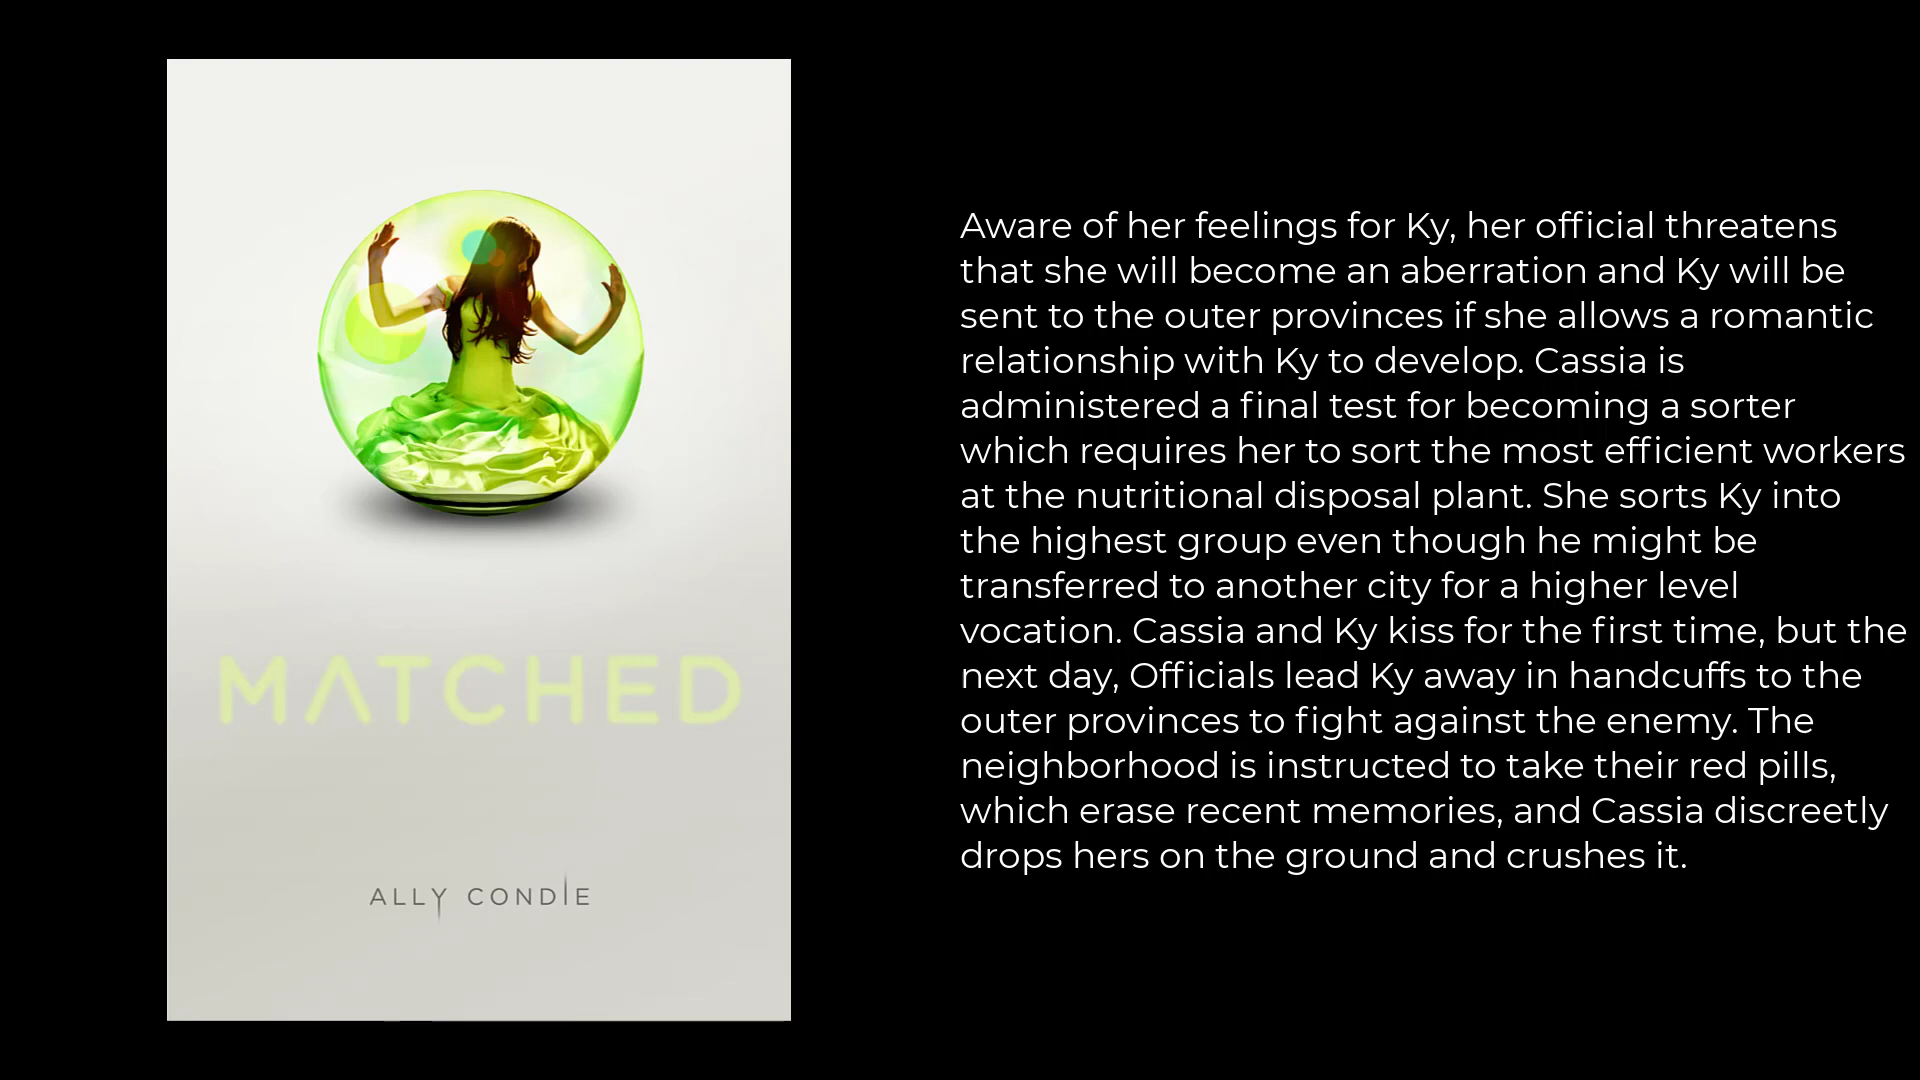 MATCHED
ALLY CONDIE
Aware of her feelings for Ky, her official threatens
that she will become an aberration and Ky will be
sent to the outer provinces if she allows a romantic
relationship with Ky to develop. Cassia is
administered a final test for becoming a sorter
which requires her to sort the most efficient workers
at the nutritional disposal plant. She sorts Ky into
the highest group even though he might be
transferred to another city for a higher level
vocation. Cassia and Ky kiss for the first time, but the
next day, Officials lead Ky away in handcuffs to the
outer provinces to fight against the enemy. The
neighborhood is instructed to take their red pills,
which erase recent memories, and Cassia discreetly
drops hers on the ground and crushes it.